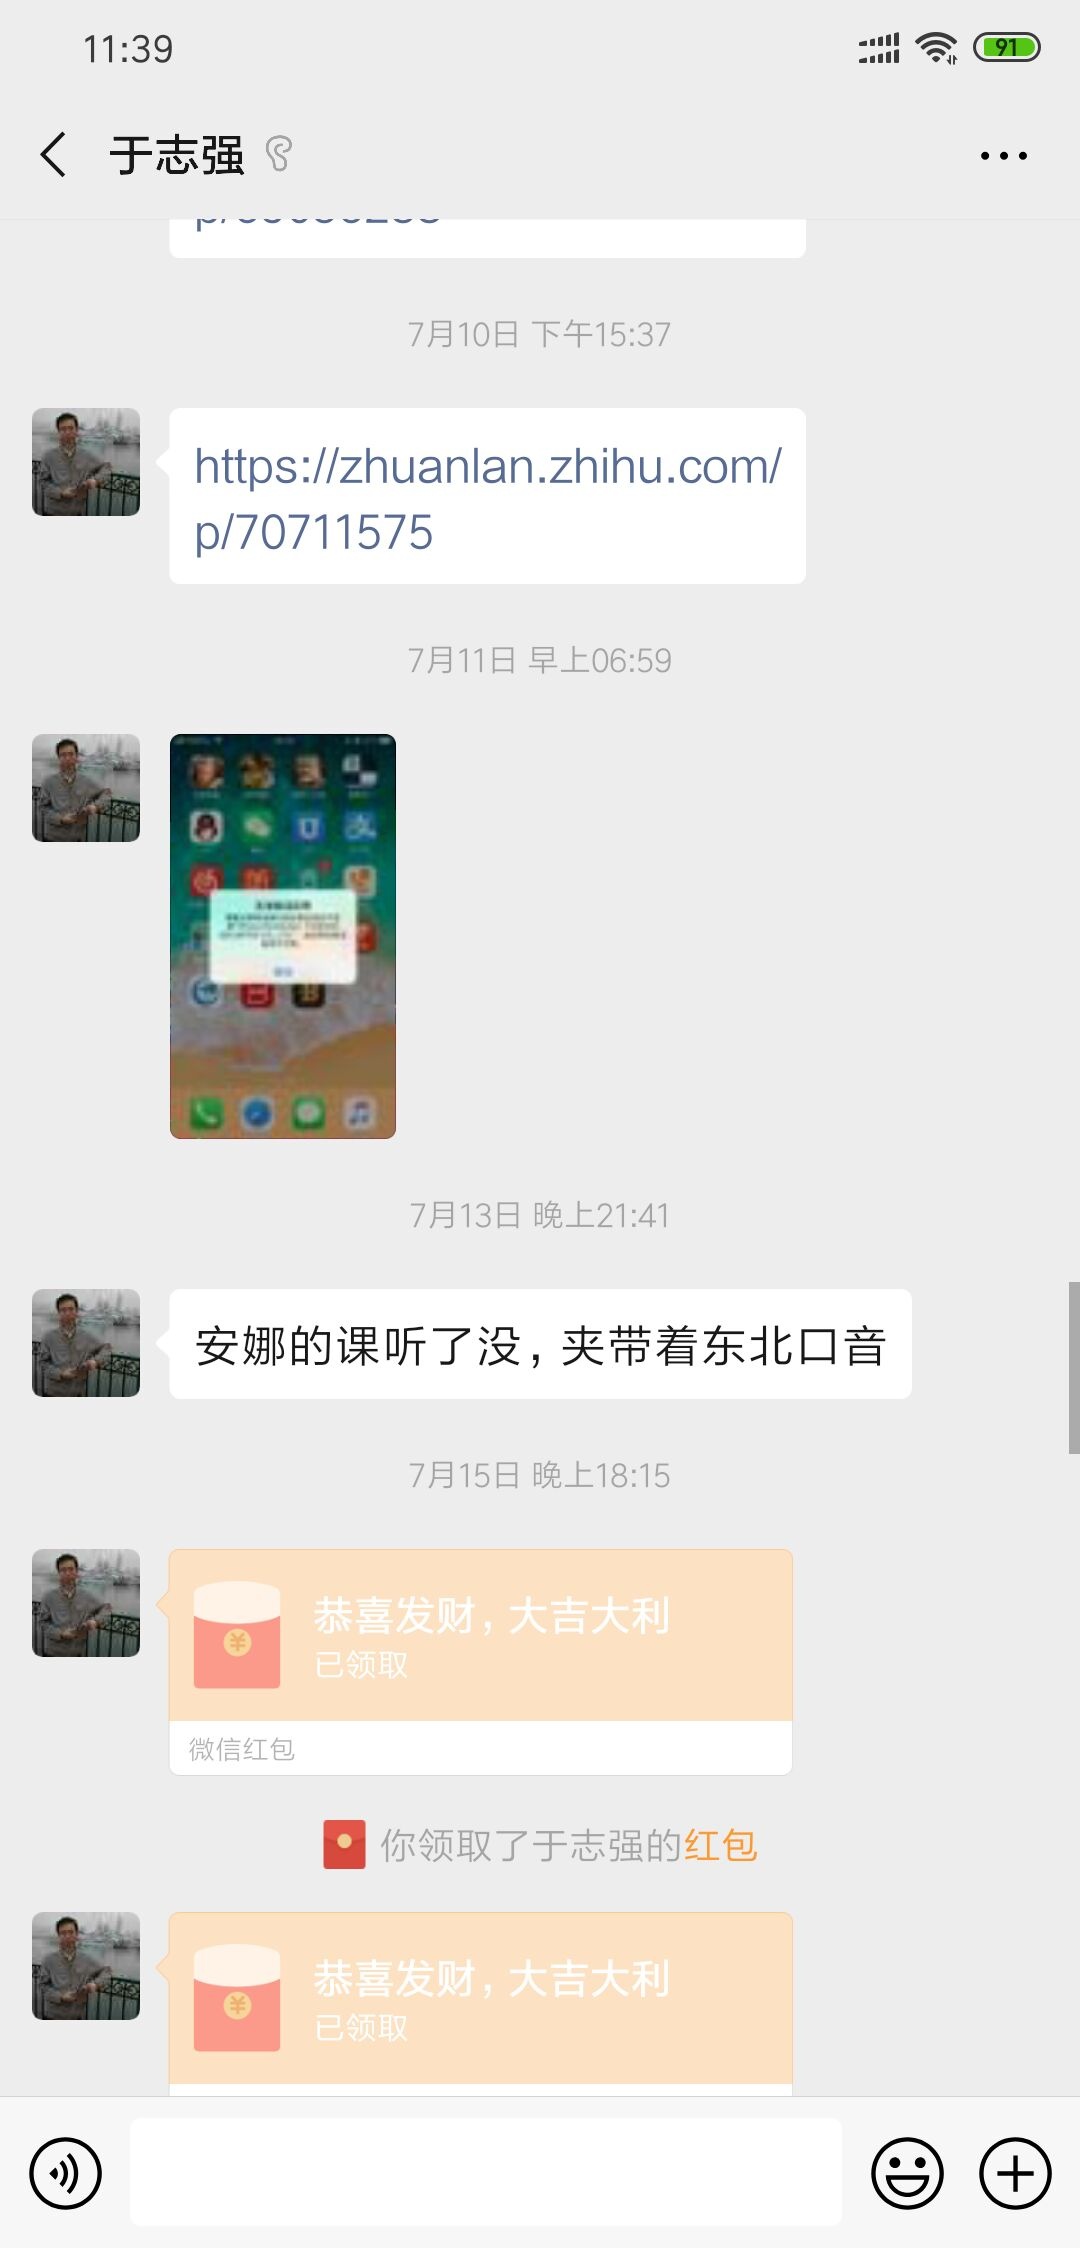 11:39
91
于志强
7月10日 下午15:37
https://zhuanlan.zhihu.com/
p/70711575
7月11日 早上06:59
7月13日 晚上21:41
安娜的课听了没，夹带着东北口音
7月15日 晚上18:15
恭喜发财，大吉大利
已领取
微信红包
你领取了于志强的红包
恭喜发财，大吉大利
已领取